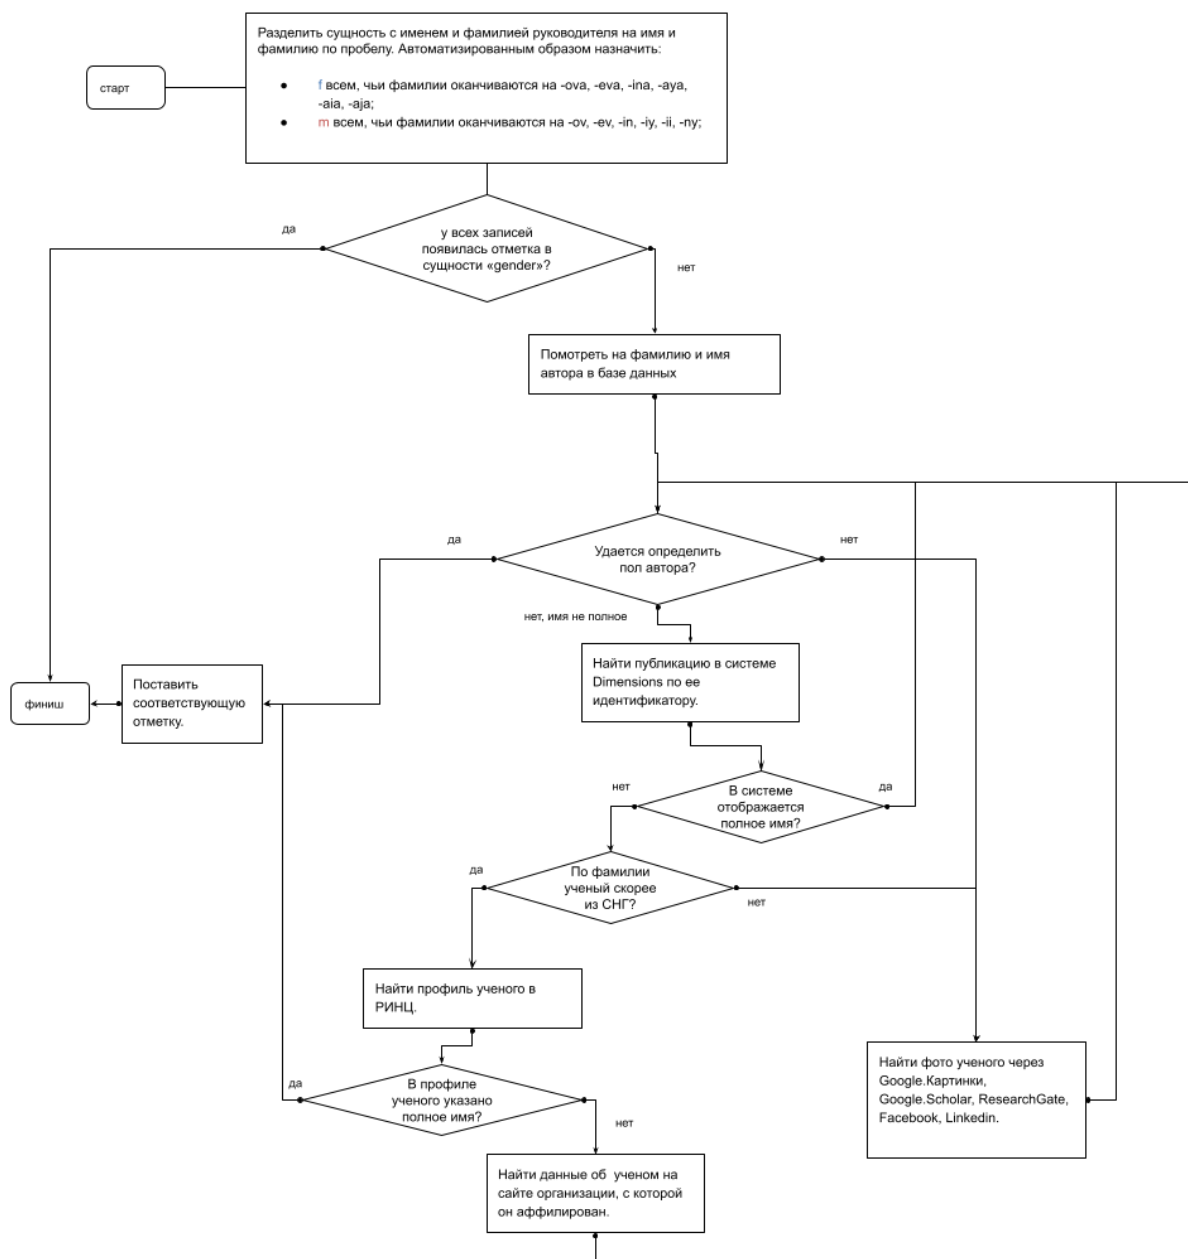 Разделить сущность с именем и фамилией руководителя на имя и
фамилию по пробелу. Автоматизированным образом назначить:
старт
● f всем, чьи фамилии оканчиваются на -ova, -eva, -ina, -aya,
-aia, -aja;
● m всем, чьи фамилии оканчиваются на -ov, -ev, -in, -iy, -ii, -ny;
да
у всех записей
появилась отметка в
сущности «gender»?
нет
Помотреть на фамилию и имя
автора в базе данных
да
Удается определить
пол автора?
нет
нет, имя не полное
Найти публикацию в системе
Dimensions по ее
идентификатору.
финиш
Поставить
соответствующую
отметку.
нет
В системе
отображается
полное имя?
да
да
По фамилии
ученый скорее
из СНГ?
нет
Найти профиль ученого в
РИНЦ.
да
В профиле
ученого указано
полное имя?
нет
Найти фото ученого через
Google.Картинки,
Google.Scholar, ResearchGate,
Facebook, Linkedin.
Найти данные об ученом на
сайте организации, с которой
он аффилирован.